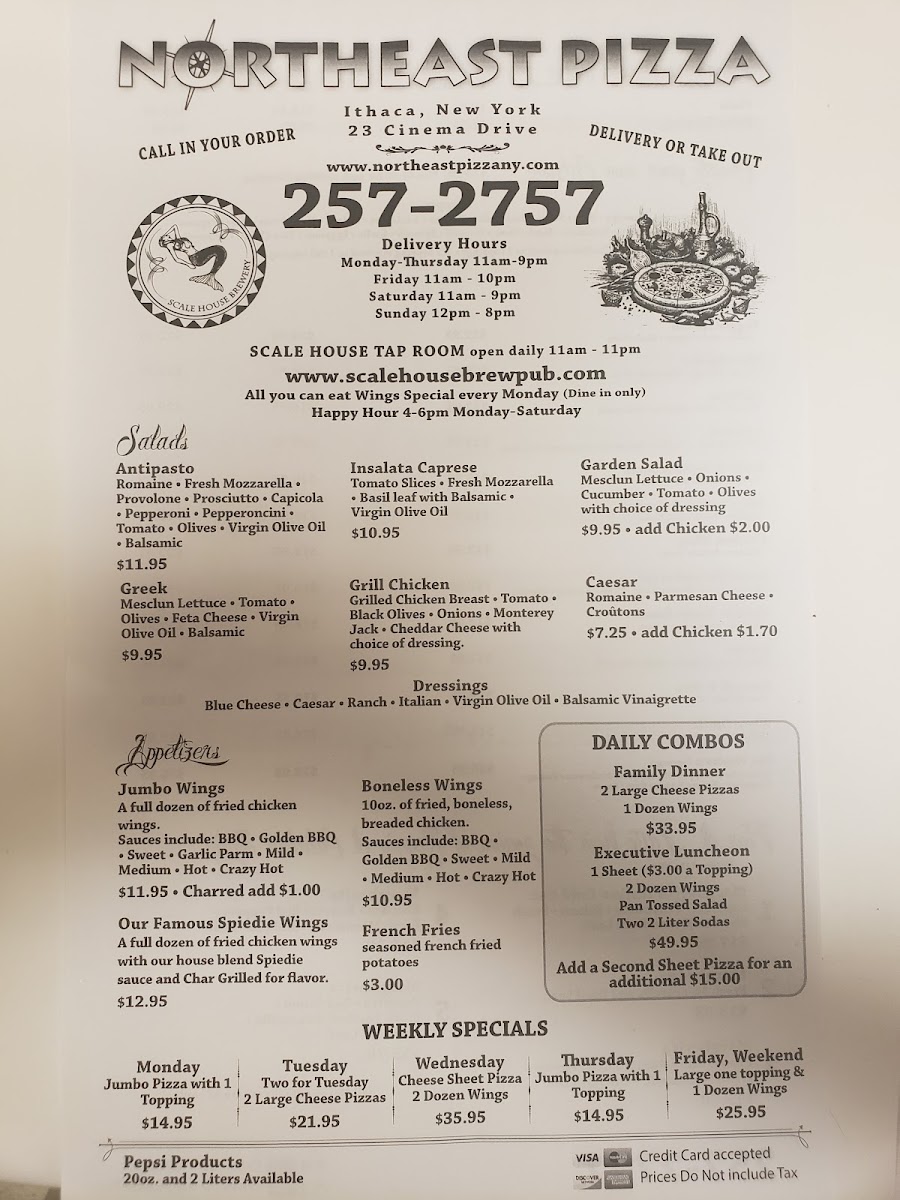 NORTHEAST PIZZA
Ithaca, New York
23 Cinema Drive
CALL IN YOUR ORDER
DELIVERY OR TAKE OUT
www.northeastpizzany.com
257-2757
SCALE HOUSE BREWERY
Delivery Hours
Monday-Thursday 11am-9pm
Friday 11am - 10pm
Saturday 11am - 9pm
Sunday 12pm - 8pm
SCALE HOUSE TAP ROOM open daily 11am - 11pm
www.scalehousebrewpub.com
All you can eat Wings Special every Monday (Dine in only)
Happy Hour 4-6pm Monday-Saturday
Salads
Antipasto
Romaine • Fresh Mozzarella •
Provolone • Prosciutto • Capicola
• Pepperoni • Pepperoncini •
Tomato • Olives • Virgin Olive Oil
• Balsamic
$11.95
Insalata Caprese
Tomato Slices • Fresh Mozzarella
• Basil leaf with Balsamic •
Virgin Olive Oil
$10.95
Garden Salad
Mesclun Lettuce • Onions •
Cucumber • Tomato • Olives
with choice of dressing
$9.95 • add Chicken $2.00
Greek
Mesclun Lettuce • Tomato •
Olives • Feta Cheese • Virgin
Olive Oil • Balsamic
$9.95
Grill Chicken
Grilled Chicken Breast • Tomato •
Black Olives • Onions • Monterey
Jack • Cheddar Cheese with
choice of dressing.
$9.95
Caesar
Romaine • Parmesan Cheese •
Croûtons
$7.25 • add Chicken $1.70
Dressings
Blue Cheese • Caesar • Ranch • Italian • Virgin Olive Oil • Balsamic Vinaigrette
Appetizers
Jumbo Wings
A full dozen of fried chicken
wings.
Sauces include: BBQ • Golden BBQ
• Sweet • Garlic Parm • Mild •
Medium • Hot • Crazy Hot
$11.95 • Charred add $1.00
Our Famous Spiedie Wings
A full dozen of fried chicken wings
with our house blend Spiedie
sauce and Char Grilled for flavor.
$12.95
Boneless Wings
10oz. of fried, boneless,
breaded chicken.
Sauces include: BBQ •
Golden BBQ • Sweet • Mild
• Medium • Hot • Crazy Hot
$10.95
French Fries
seasoned french fried
potatoes
$3.00
DAILY COMBOS
Family Dinner
2 Large Cheese Pizzas
1 Dozen Wings
$33.95
Executive Luncheon
1 Sheet ($3.00 a Topping)
2 Dozen Wings
Pan Tossed Salad
Two 2 Liter Sodas
$49.95
Add a Second Sheet Pizza for an
additional $15.00
WEEKLY SPECIALS
Monday
Jumbo Pizza with 1
Topping
$14.95
Tuesday
Two for Tuesday
2 Large Cheese Pizzas
$21.95
Wednesday
Cheese Sheet Pizza
2 Dozen Wings
$35.95
Thursday
Jumbo Pizza with 1
Topping
$14.95
Friday, Weekend
Large one topping &
1 Dozen Wings
$25.95
Pepsi Products
20oz. and 2 Liters Available
VISA
DISCOVER
Credit Card accepted
Prices Do Not include Tax